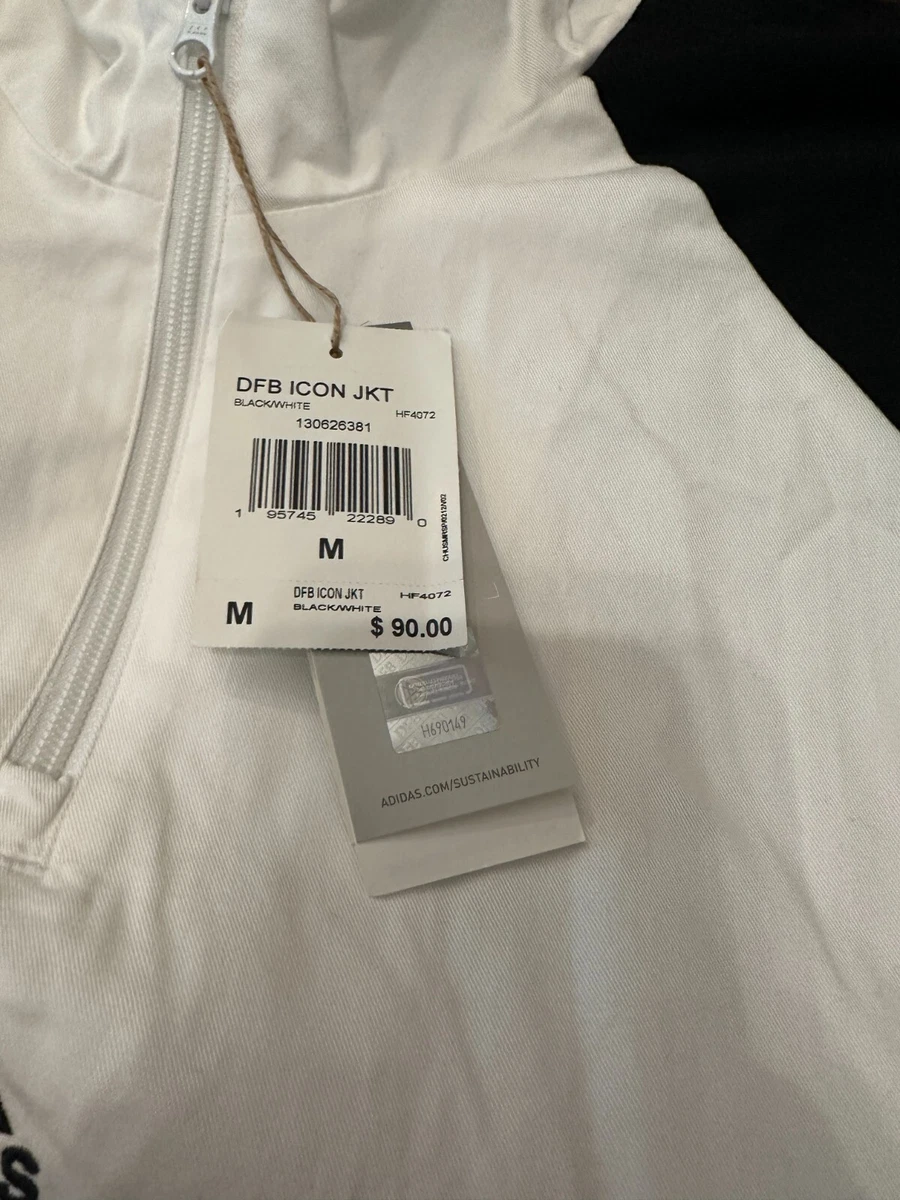 DFB ICON JKT
BLACK/WHITE
HF4072
130626381
1 95745 22289 0
M
DFB ICON JKT HF4072
M BLACK/WHITE
$ 90.00
H690149
ADIDAS.COM/SUSTAINABILITY
S